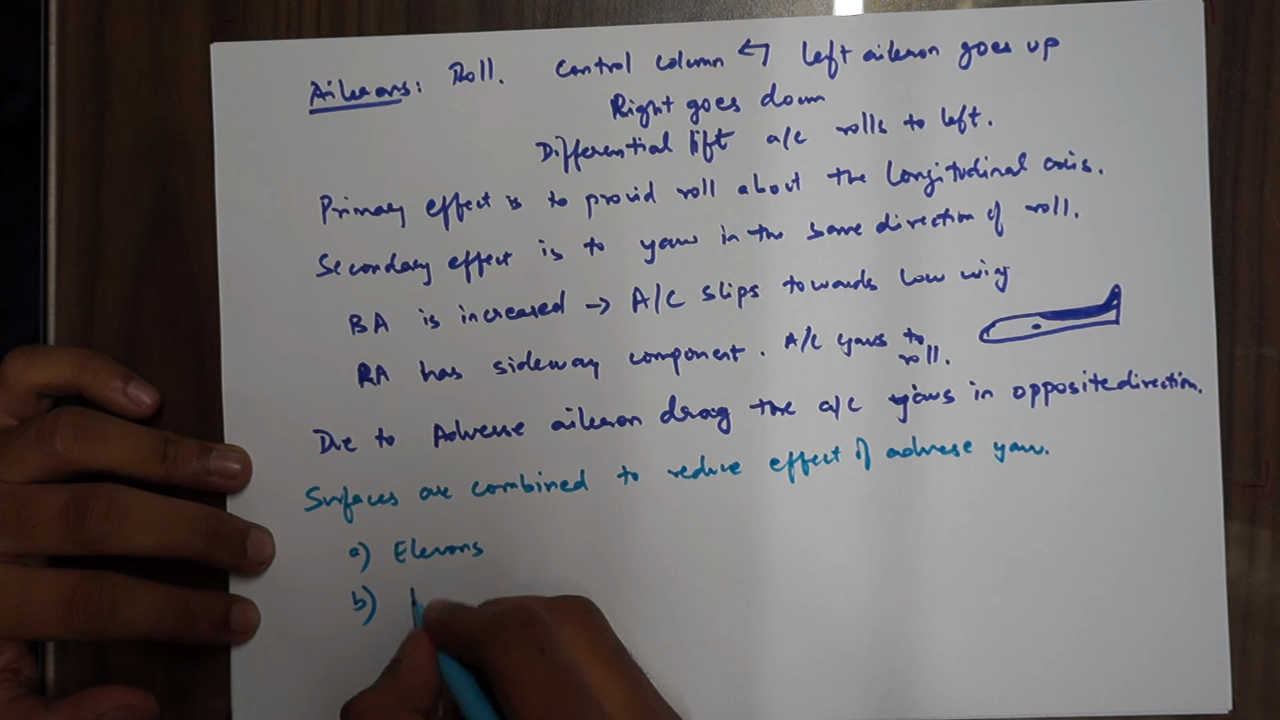 Ailerons: Roll. Control column ↰ left aileron goes up
Right goes down
Differential lift a/c rolls to left.
Primary effect is to provid roll about the longitudinal axis.
Secondary effect is to yaw in the same direction of roll.
BA is increased → A/C slips towards low wing
RA has sideway component. A/c yaws to
roll.
Due to Adverse aileron drag the a/c yaws in opposite direction.
Surfaces are combined to reduce effect of adverse yaw.
a) Elevons
b)